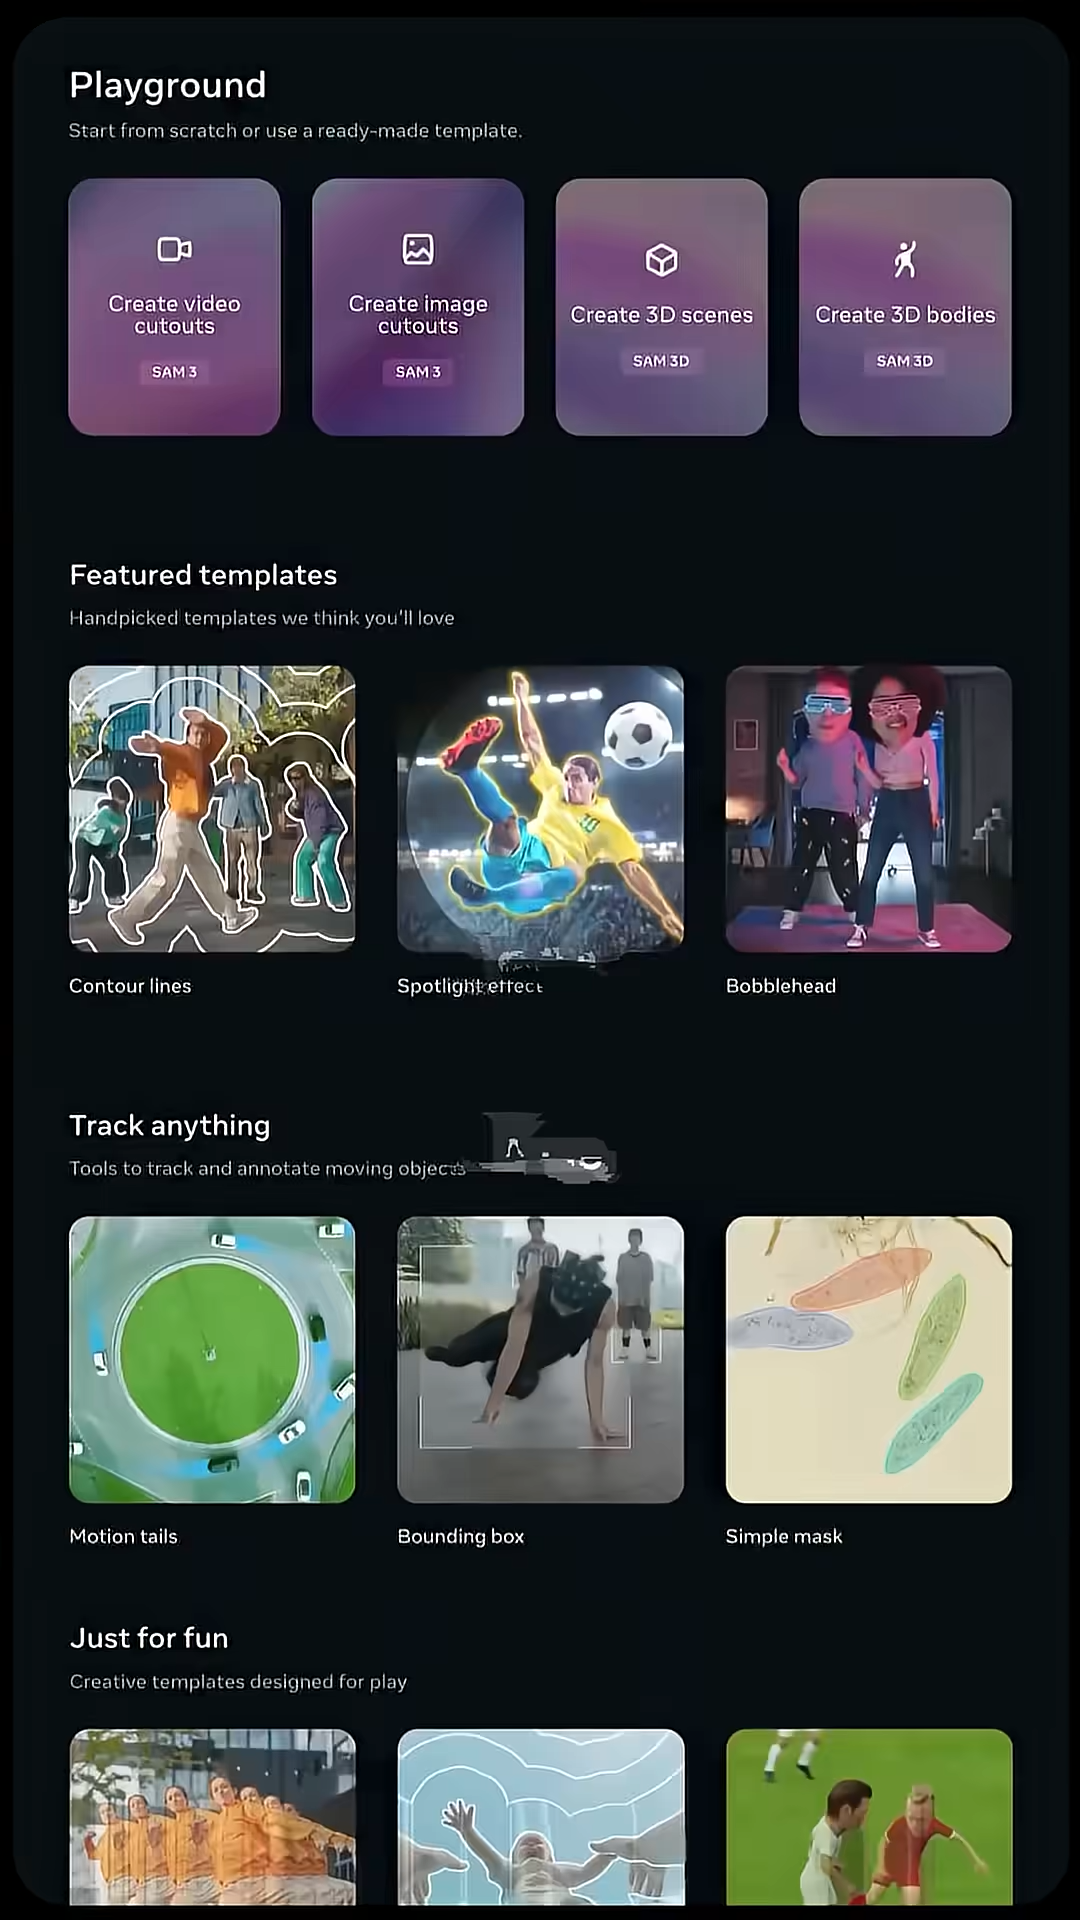 Playground
Start from scratch or use a ready-made template.
Create video
cutouts
SAM 3
Create image
cutouts
SAM 3
Create 3D scenes
SAM 3D
Create 3D bodies
SAM 3D
Featured templates
Handpicked templates we think you'll love
Contour lines
Spotlight effect
Bobblehead
Track anything
Tools to track and annotate moving objects
Motion tails
Bounding box
Simple mask
Just for fun
Creative templates designed for play